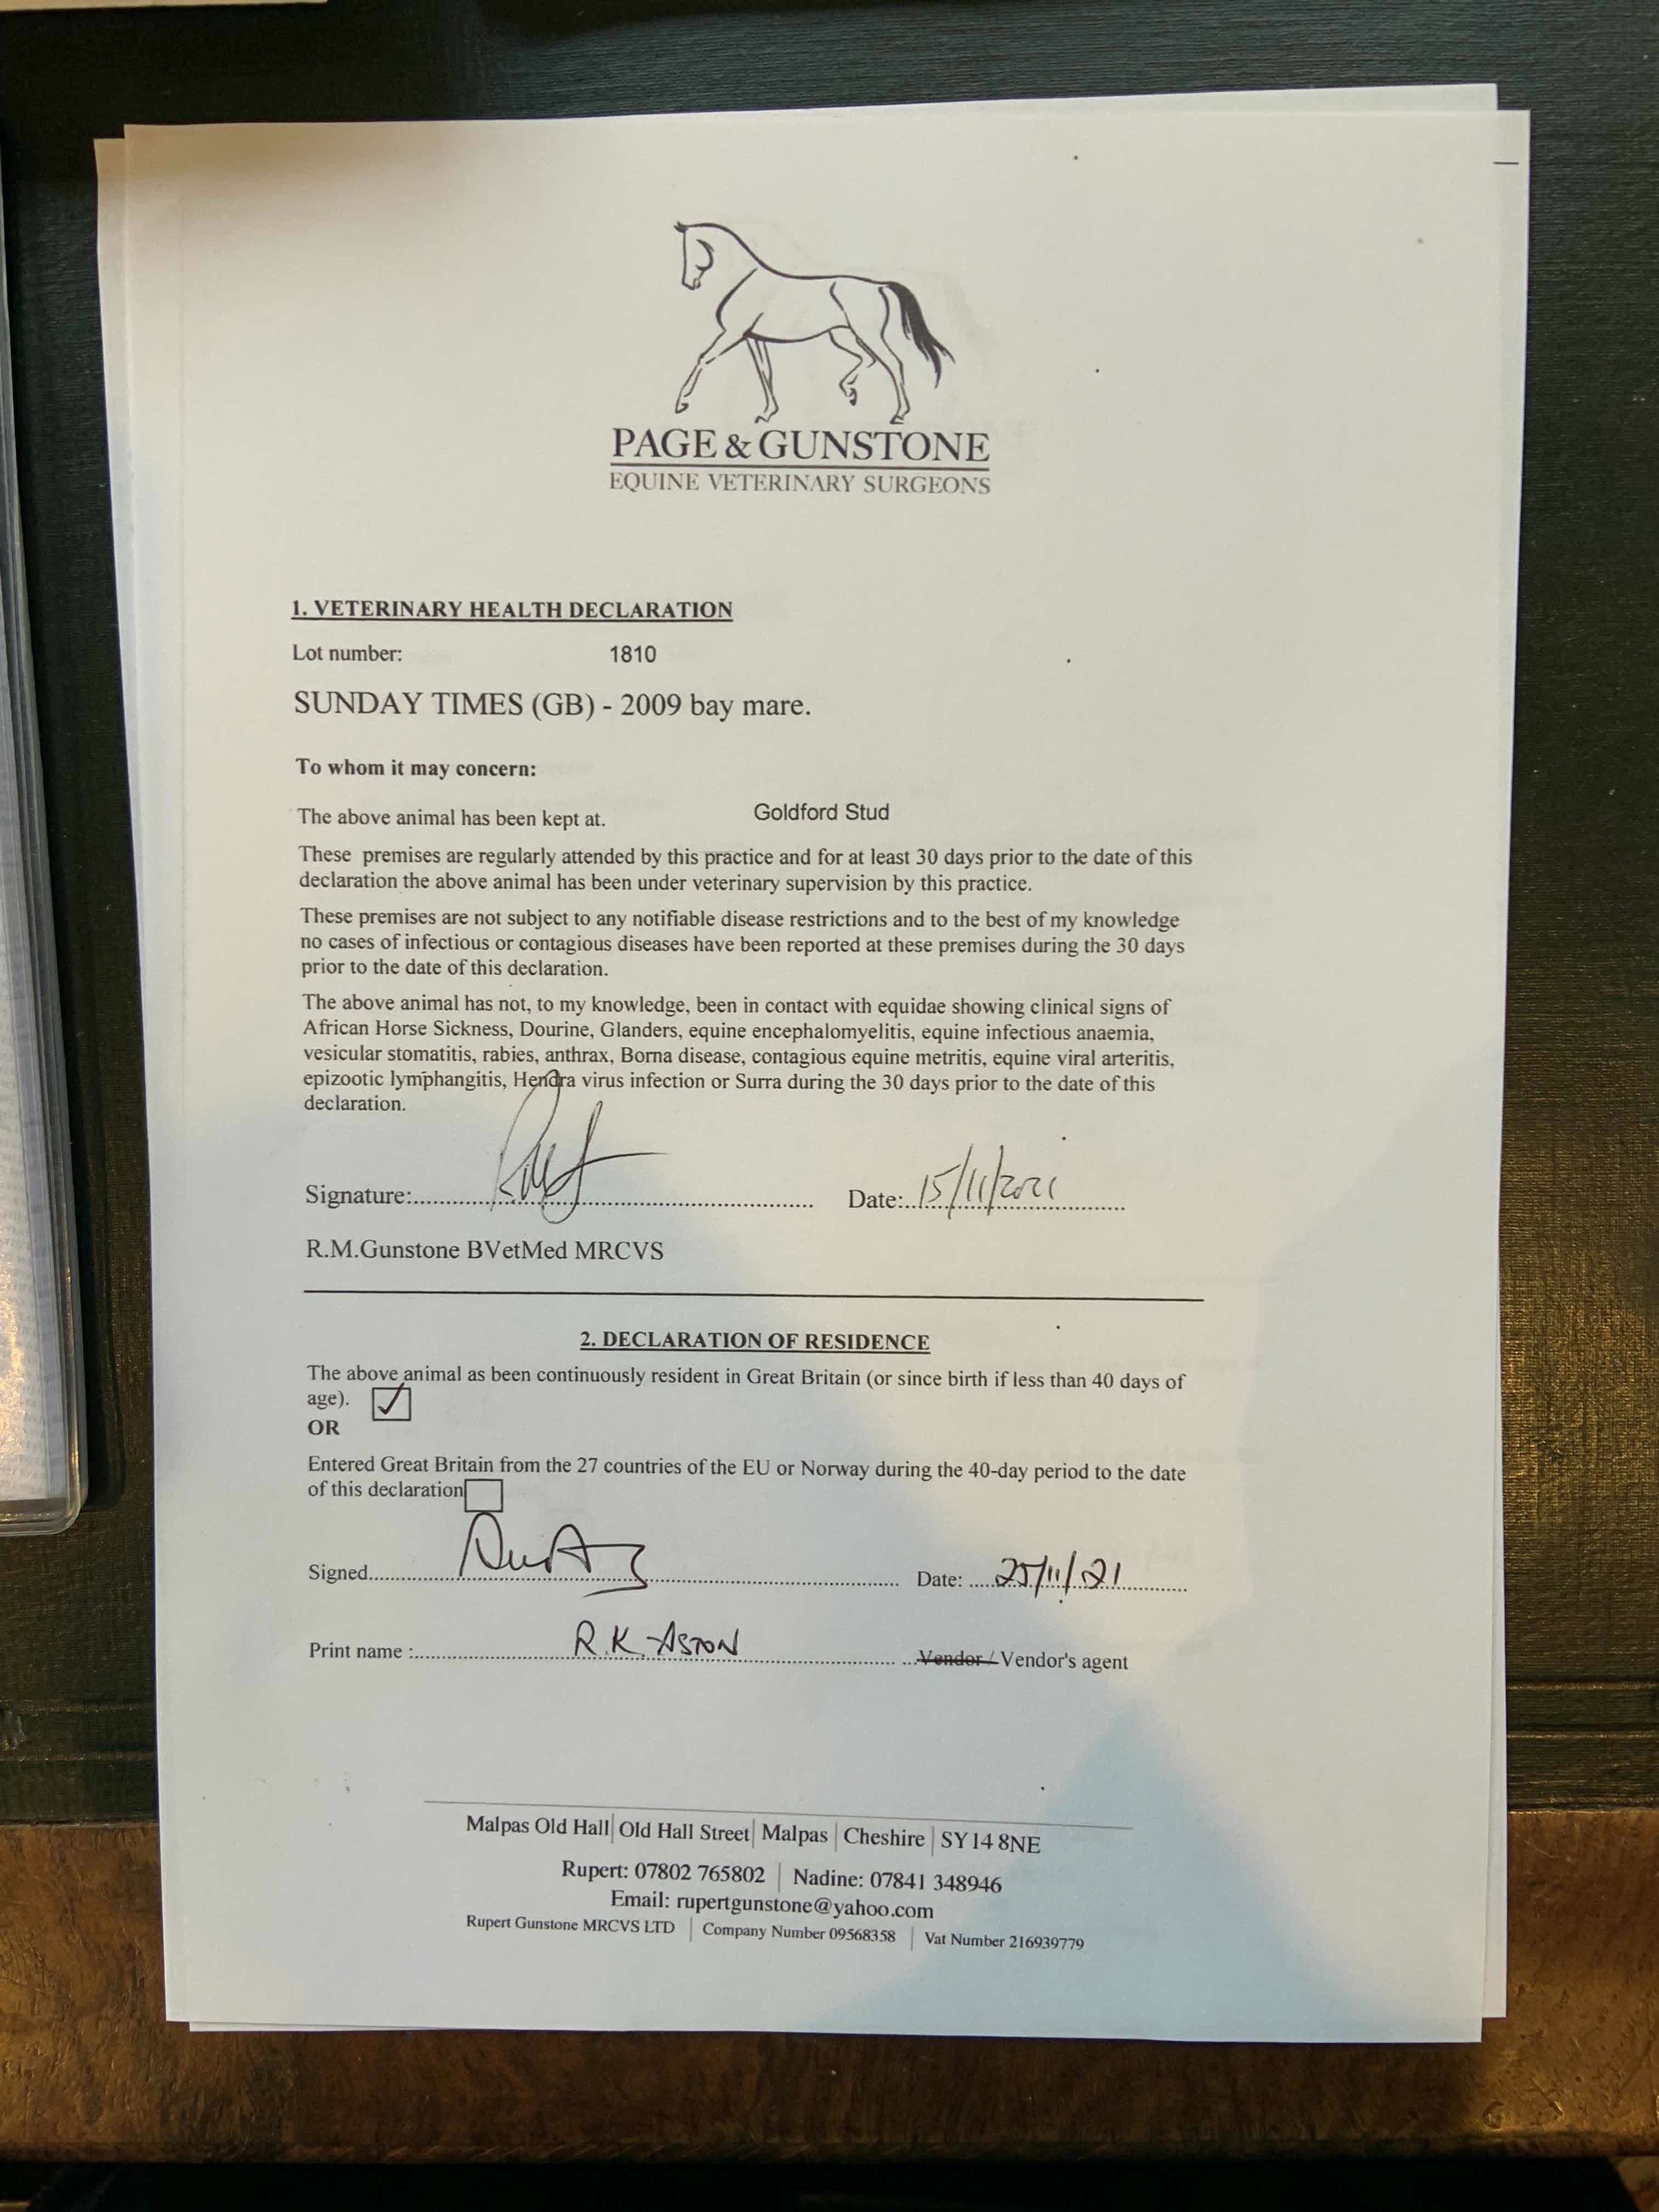 PAGE & GUNSTONE
EQUINE VETERINARY SURGEONS
1. VETERINARY HEALTH DECLARATION
Lot number: 1810
SUNDAY TIMES (GB) - 2009 bay mare.
To whom it may concern:
The above animal has been kept at. Goldford Stud
These premises are regularly attended by this practice and for at least 30 days prior to the date of this
declaration the above animal has been under veterinary supervision by this practice.
These premises are not subject to any notifiable disease restrictions and to the best of my knowledge
no cases of infectious or contagious diseases have been reported at these premises during the 30 days
prior to the date of this declaration.
The above animal has not, to my knowledge, been in contact with equidae showing clinical signs of
African Horse Sickness, Dourine, Glanders, equine encephalomyelitis, equine infectious anaemia,
vesicular stomatitis, rabies, anthrax, Borna disease, contagious equine metritis, equine viral arteritis,
epizootic lymphangitis, Hendra virus infection or Surra during the 30 days prior to the date of this
declaration.
Signature:.......... Date:.. 15/11/2021
R.M.Gunstone BVetMed MRCVS
2. DECLARATION OF RESIDENCE
The above animal as been continuously resident in Great Britain (or since birth if less than 40 days of
age). ✓
OR
Entered Great Britain from the 27 countries of the EU or Norway during the 40-day period to the date
of this declaration
Signed.......... Date: ..... 25/11/21
Print name :.......... R.K. ASTON .......... Vendor / Vendor's agent
Malpas Old Hall | Old Hall Street | Malpas | Cheshire | SY14 8NE
Rupert: 07802 765802 | Nadine: 07841 348946
Email: rupertgunstone@yahoo.com
Rupert Gunstone MRCVS LTD | Company Number 09568358 | Vat Number 216939779